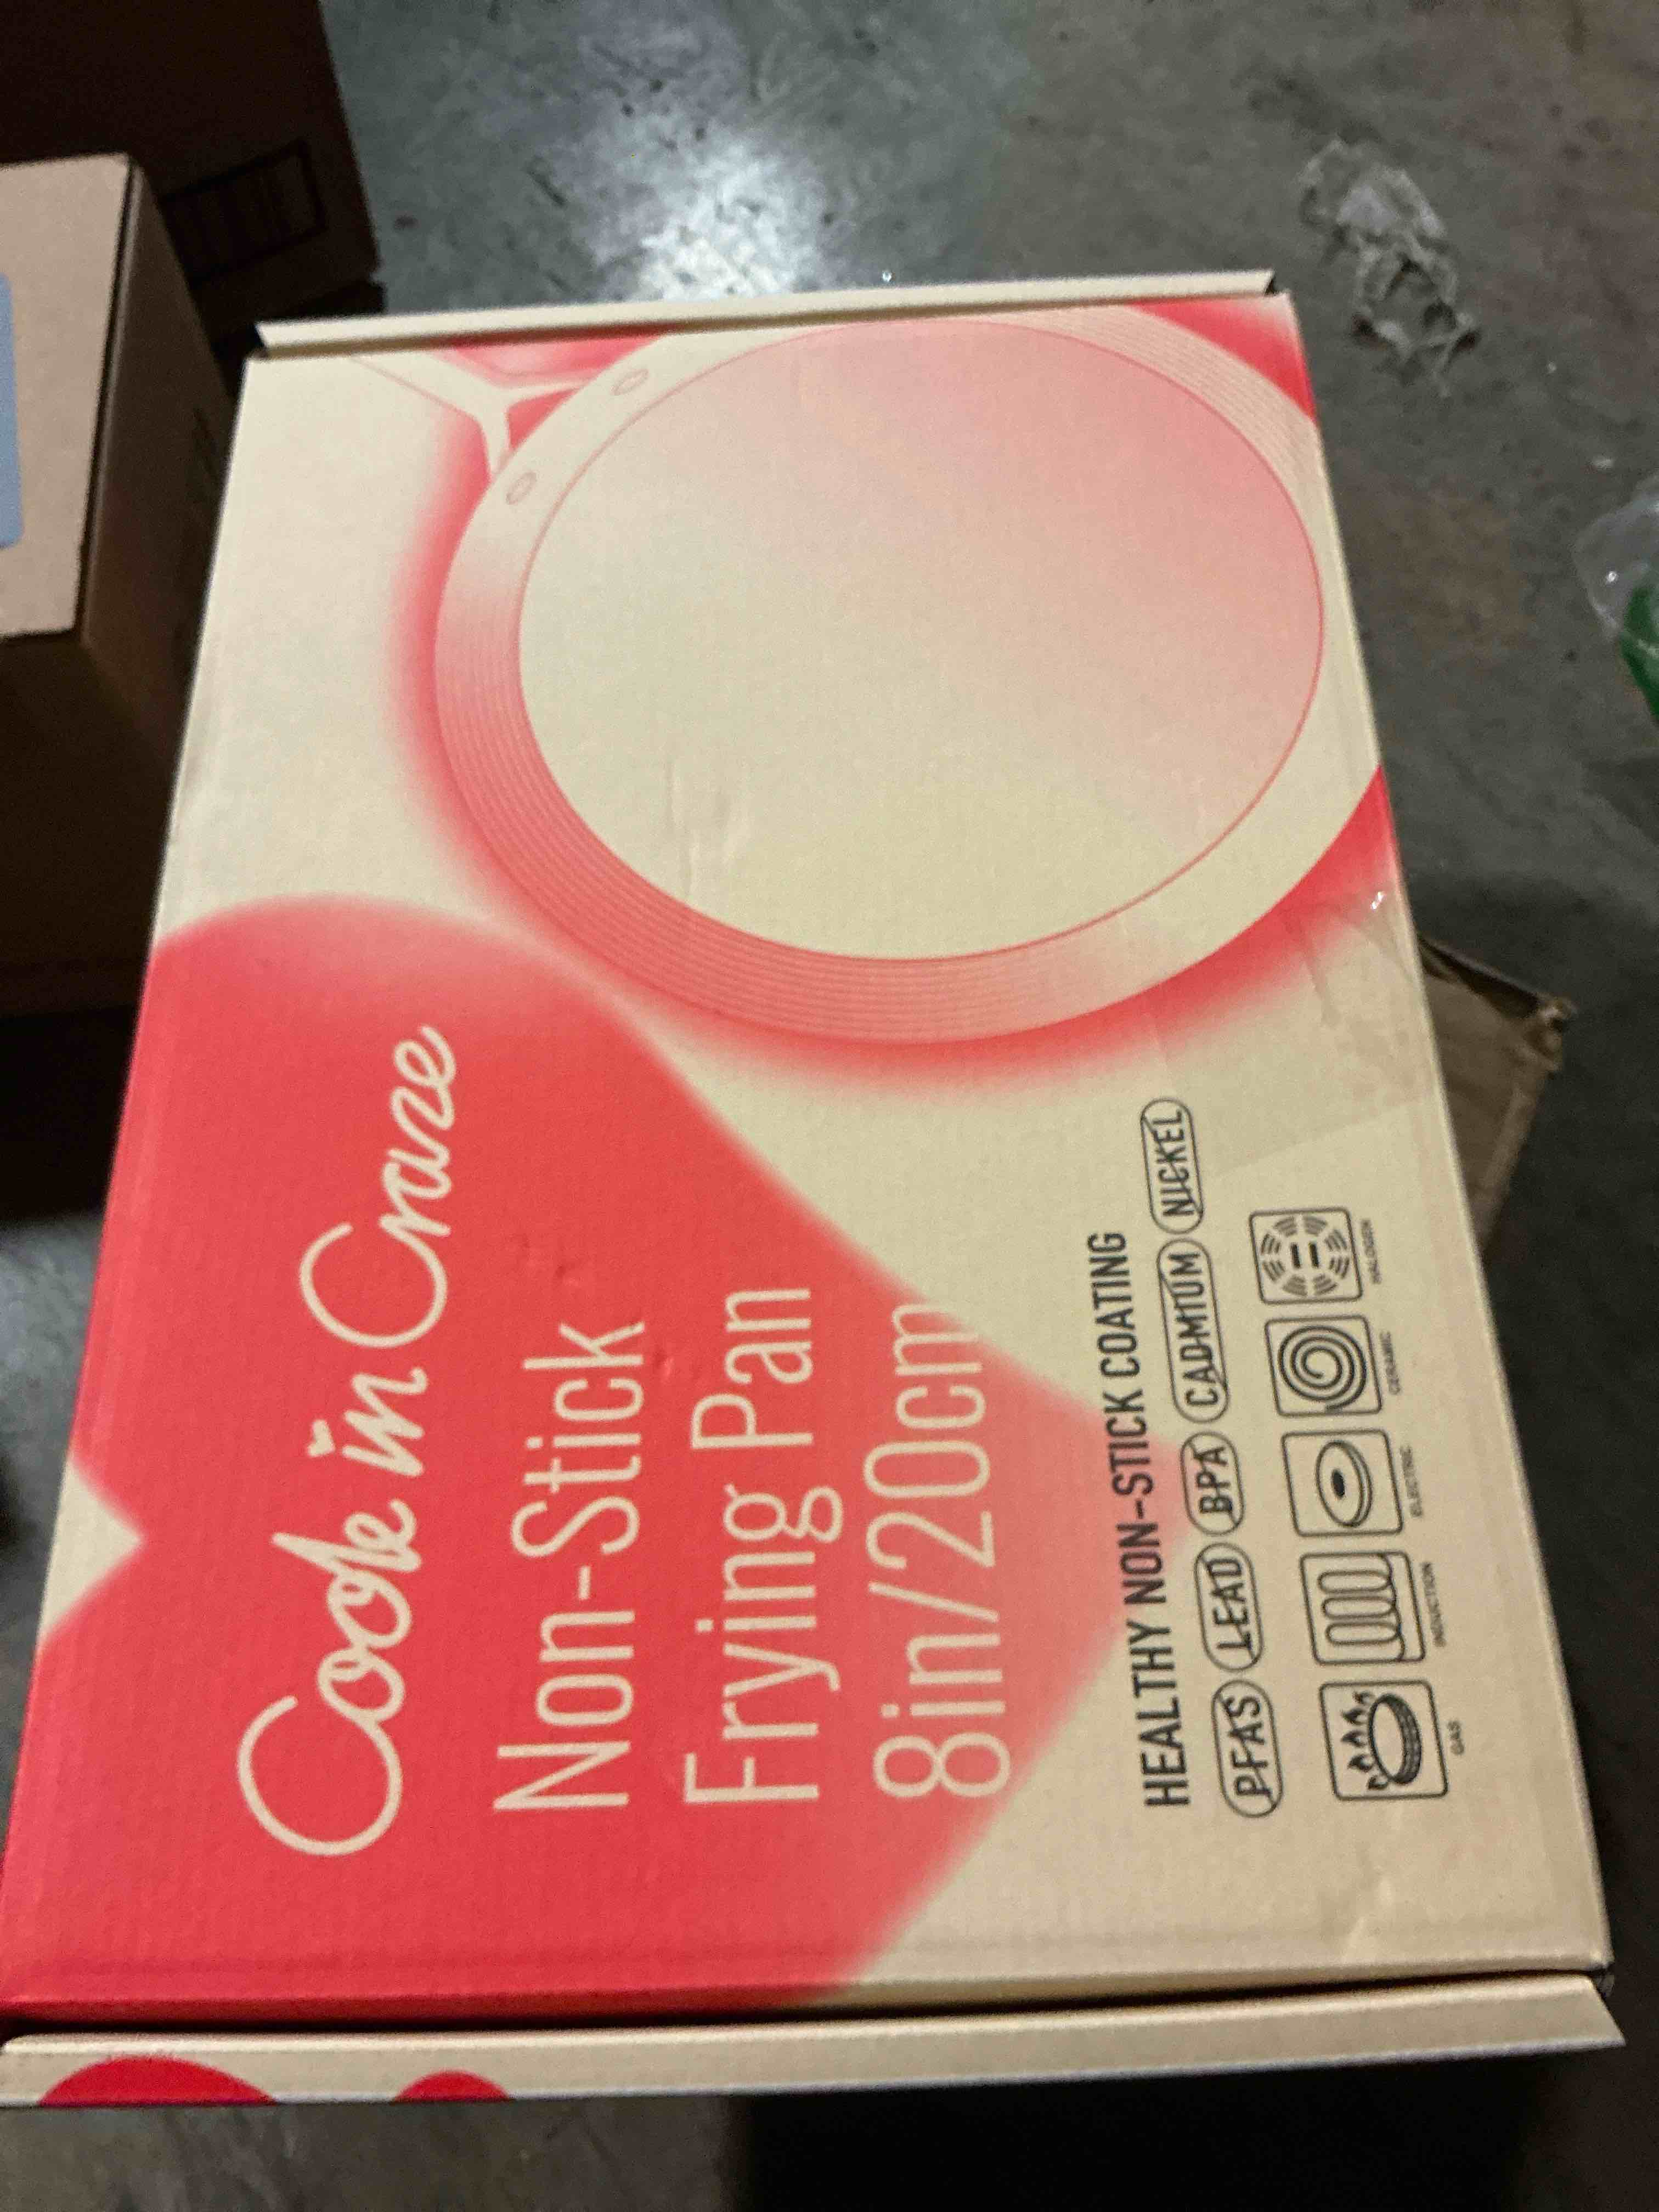 Cook in Craze
Non-Stick
Frying Pan
8in/20cm
HEALTHY NON-STICK COATING
PFAS LEAD BPA CADMIUM NICKEL
GAS INDUCTION ELECTRIC CERAMIC HALOGEN